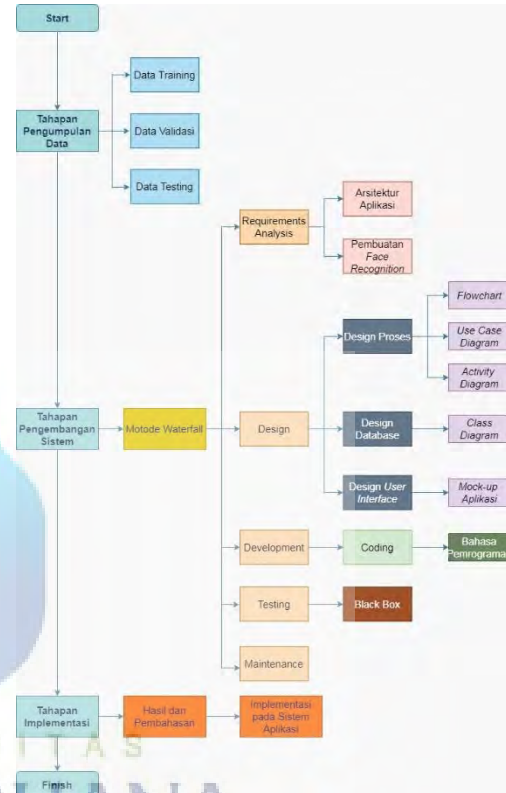 Start
Tahapan
Pengumpulan
Data
Data Training
Data Validasi
Data Testing
Requirements
Analysis
Arsitektur
Aplikasi
Pembuatan
Face
Recognition
Design Proses
Flowchart
Use Case
Diagram
Activity
Diagram
Tahapan
Pengembangan
Sistem
Motode Waterfall
Design
Design
Database
Class
Diagram
Design User
Interface
Mock-up
Aplikasi
Development
Coding
Bahasa
Pemrograma
Testing
Black Box
Maintenance
Tahapan
Implementasi
Hasil dan
Pembahasan
Implementasi
pada Sistem
Aplikasi
I T A S
Finish